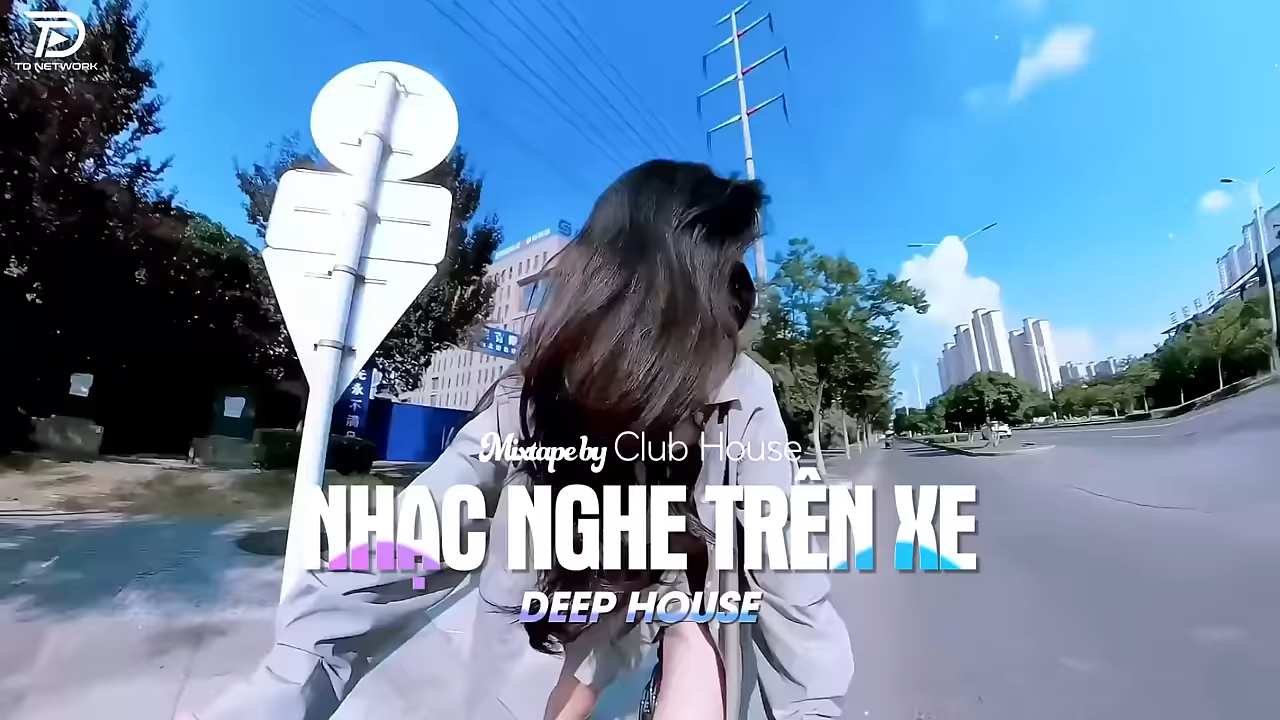 TD NETWORK
Mixtape by Club House
NHẠC NGHE TRÊN XE
DEEP HOUSE